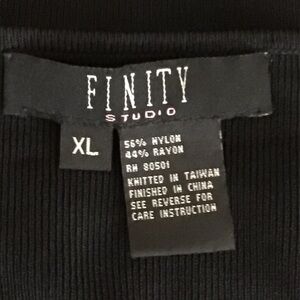 FINITY
STUDIO
XL
56% NYLON
44% RAYON
RN 80501
KNITTED IN TAIWAN
FINISHED IN CHINA
SEE REVERSE FOR
CARE INSTRUCTION